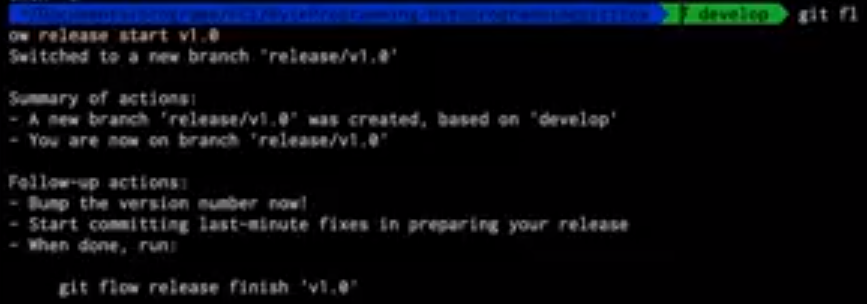 develop git fl
ow release start v1.0
Switched to a new branch 'release/v1.0'
Summary of actions:
- A new branch 'release/v1.0' was created, based on 'develop'
- You are now on branch 'release/v1.0'
Follow-up actions:
- Bump the version number now!
- Start committing last-minute fixes in preparing your release
- When done, run:
git flow release finish 'v1.0'